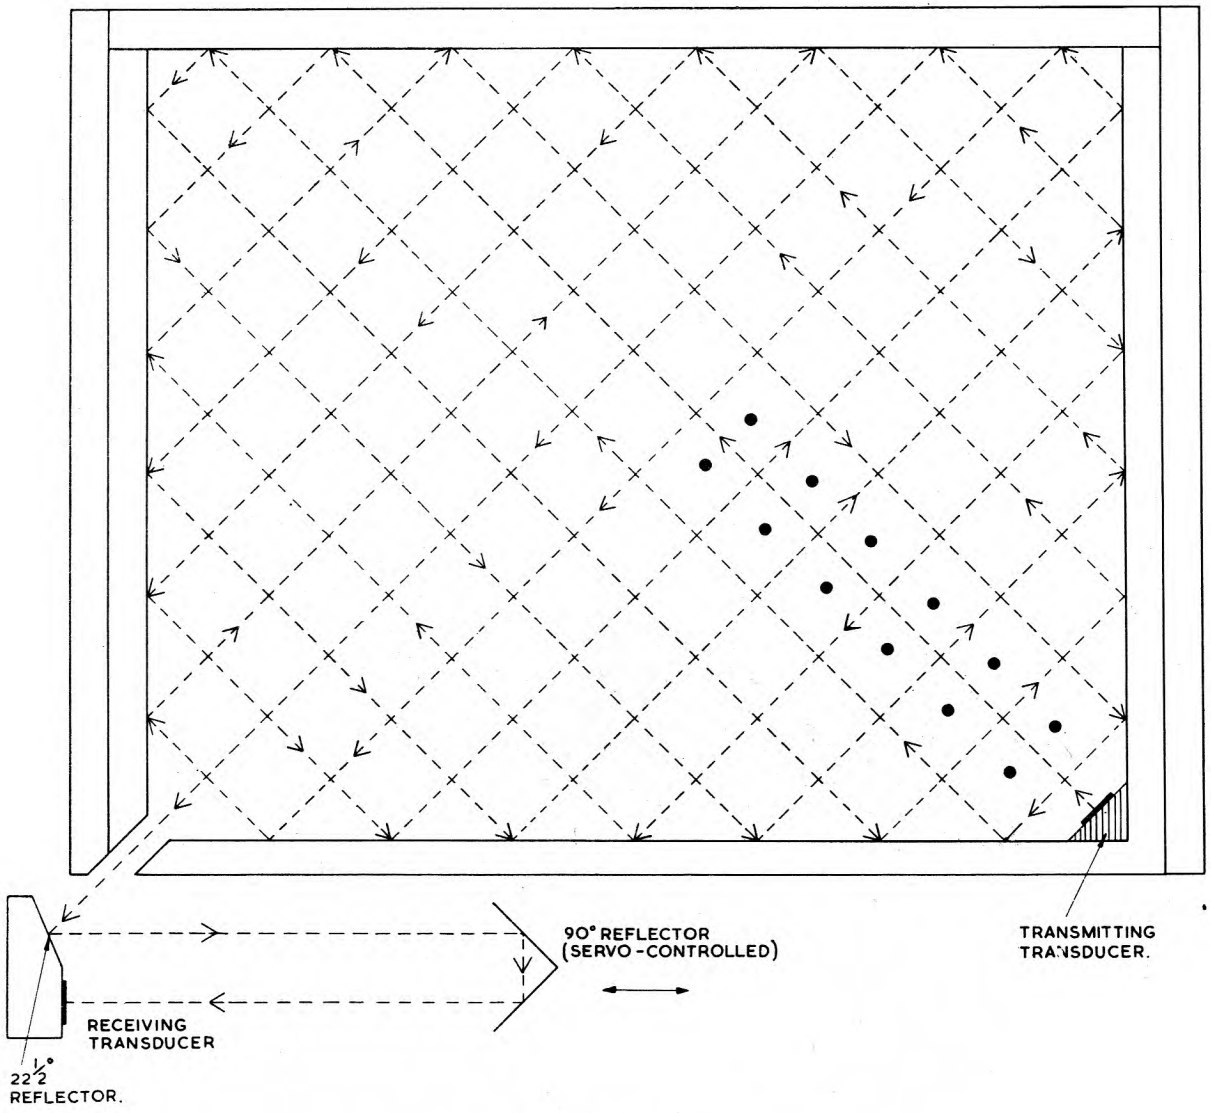 90° REFLECTOR
(SERVO-CONTROLLED)
TRANSMITTING
TRANSDUCER.
RECEIVING
TRANSDUCER
22½°
REFLECTOR.